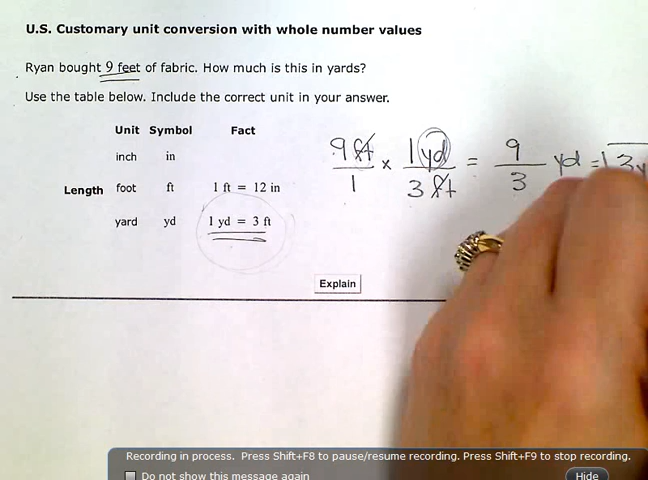 U.S. Customary unit conversion with whole number values
Ryan bought 9 feet of fabric. How much is this in yards?
Use the table below. Include the correct unit in your answer.
Unit Symbol Fact
inch in
Length foot ft 1 ft = 12 in
yard yd 1 yd = 3 ft
9 ft / 1 x 1 yd / 3 ft = 9 / 3 yd = 3 y
Explain
Recording in process. Press Shift+F8 to pause/resume recording. Press Shift+F9 to stop recording.
Do not show this message again
Hide